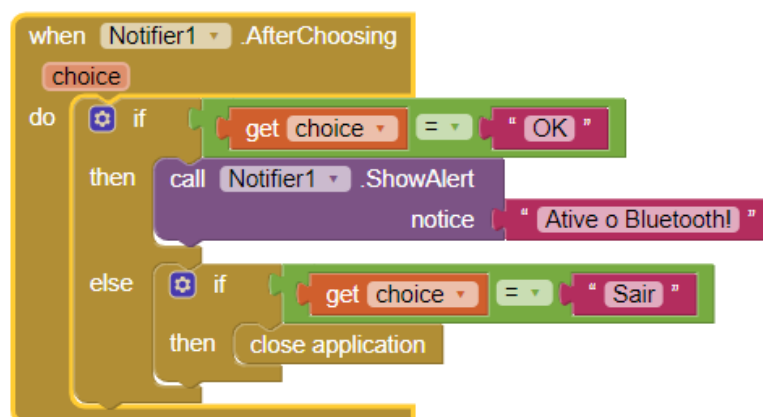 when Notifier1 .AfterChoosing
choice
do if get choice = " OK "
then call Notifier1 .ShowAlert
notice " Ative o Bluetooth! "
else if get choice = " Sair "
then close application